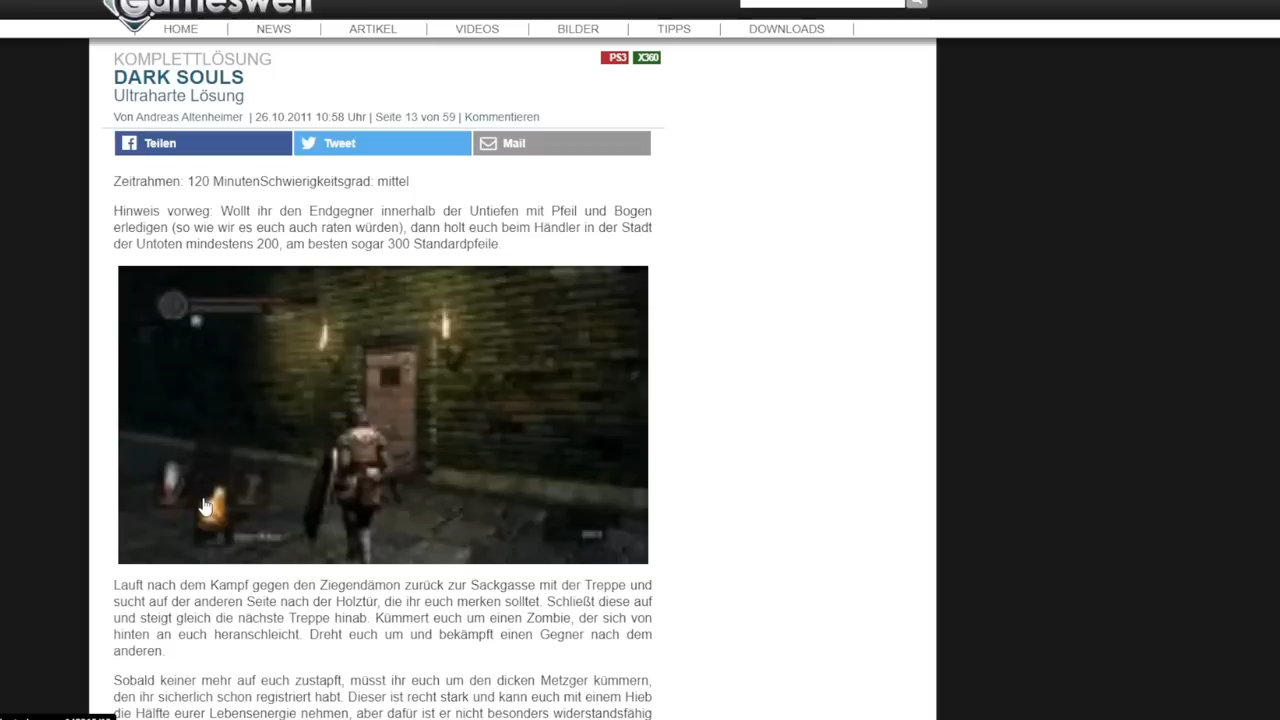 Gameswelt
HOME NEWS ARTIKEL VIDEOS BILDER TIPPS DOWNLOADS
KOMPLETTLÖSUNG
PS3 X360
DARK SOULS
Ultraharte Lösung
Von Andreas Altenheimer | 26.10.2011 10:58 Uhr | Seite 13 von 59 | Kommentieren
Teilen Tweet Mail
Zeitrahmen: 120 MinutenSchwierigkeitsgrad: mittel
Hinweis vorweg: Wollt ihr den Endgegner innerhalb der Untiefen mit Pfeil und Bogen
erledigen (so wie wir es euch auch raten würden), dann holt euch beim Händler in der Stadt
der Untoten mindestens 200, am besten sogar 300 Standardpfeile.
Lauft nach dem Kampf gegen den Ziegendämon zurück zur Sackgasse mit der Treppe und
sucht auf der anderen Seite nach der Holztür, die ihr euch merken solltet. Schließt diese auf
und steigt gleich die nächste Treppe hinab. Kümmert euch um einen Zombie, der sich von
hinten an euch heranschleicht. Dreht euch um und bekämpft einen Gegner nach dem
anderen.
Sobald keiner mehr auf euch zustapft, müsst ihr euch um den dicken Metzger kümmern,
den ihr sicherlich schon registriert habt. Dieser ist recht stark und kann euch mit einem Hieb
die Hälfte eurer Lebensenergie nehmen, aber dafür ist er nicht besonders widerstandsfähig